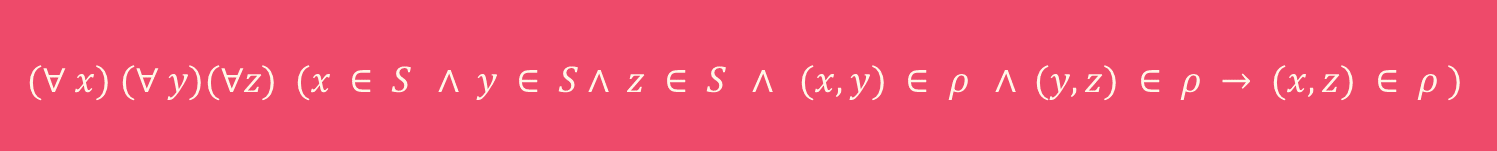 (∀ x) (∀ y)(∀z) (x ∈ S ∧ y ∈ S ∧ z ∈ S ∧ (x, y) ∈ ρ ∧ (y, z) ∈ ρ → (x, z) ∈ ρ )